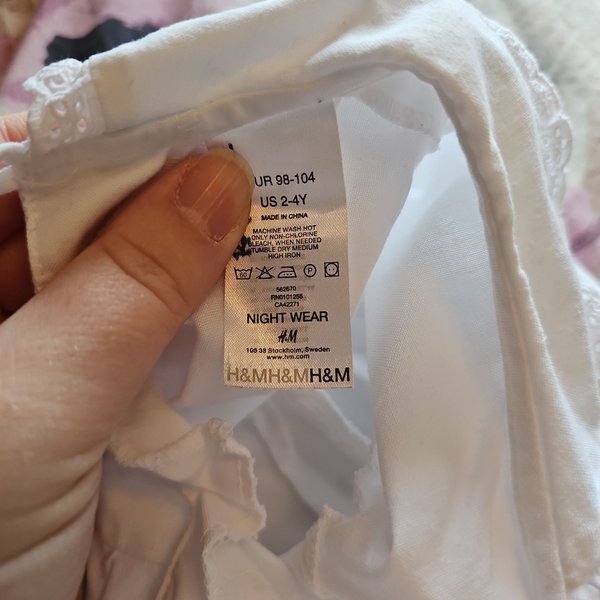 UR 98-104
US 2-4Y
MADE IN CHINA
MACHINE WASH HOT
ONLY NON-CHLORINE
BLEACH, WHEN NEEDED
TUMBLE DRY MEDIUM
HIGH IRON
60 P
562670
RN0101255
CA42271
NIGHT WEAR
H&M
106 38 Stockholm, Sweden
www.hm.com
H&MH&MH&M